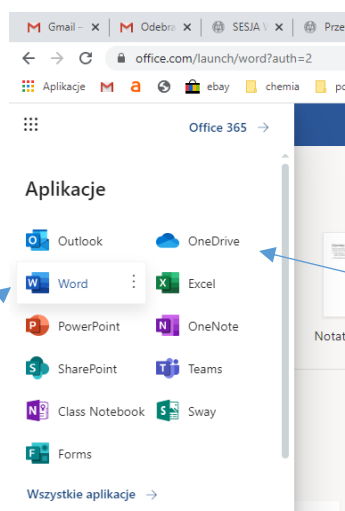 Gmail – Odebra SESJA W Prze
office.com/launch/word?auth=2
Aplikacje ebay chemia po
Office 365 →
Aplikacje
Outlook OneDrive
Word Excel
PowerPoint OneNote
Notat
SharePoint Teams
Class Notebook Sway
Forms
Wszystkie aplikacje →